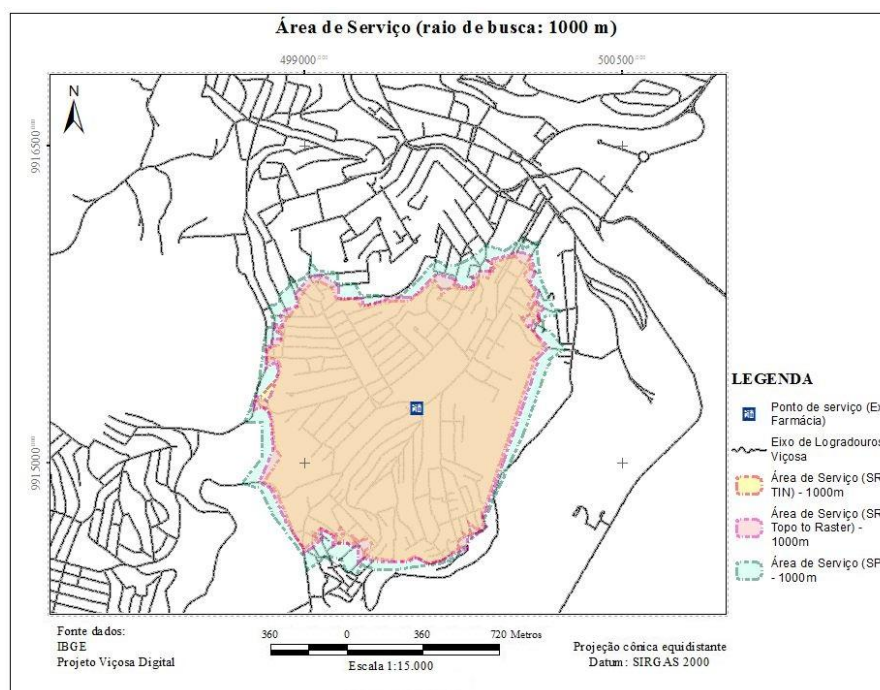 Área de Serviço (raio de busca: 1000 m)
499000
500500
N
9916500
9915000
LEGENDA
Ponto de serviço (Ex
Farmácia)
Eixo de Logradouros
Viçosa
Área de Serviço (SR
TIN) - 1000m
Área de Serviço (SR
Topo to Raster) -
1000m
Área de Serviço (SP
- 1000m
Fonte dados:
IBGE
Projeto Viçosa Digital
360 0 360 720 Metros
Escala 1:15.000
Projeção cônica equidistante
Datum: SIRGAS 2000